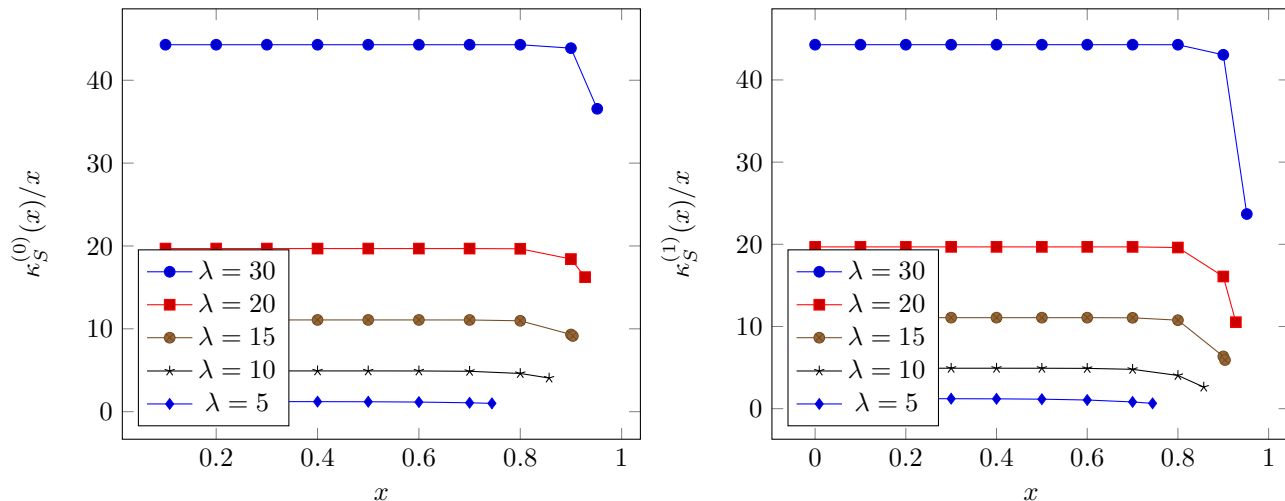 40
30
20
10
0
0.2 0.4 0.6 0.8 1
x
κ_S^{(0)}(x)/x
λ = 30
λ = 20
λ = 15
λ = 10
λ = 5
40
30
20
10
0
0 0.2 0.4 0.6 0.8 1
x
κ_S^{(1)}(x)/x
λ = 30
λ = 20
λ = 15
λ = 10
λ = 5